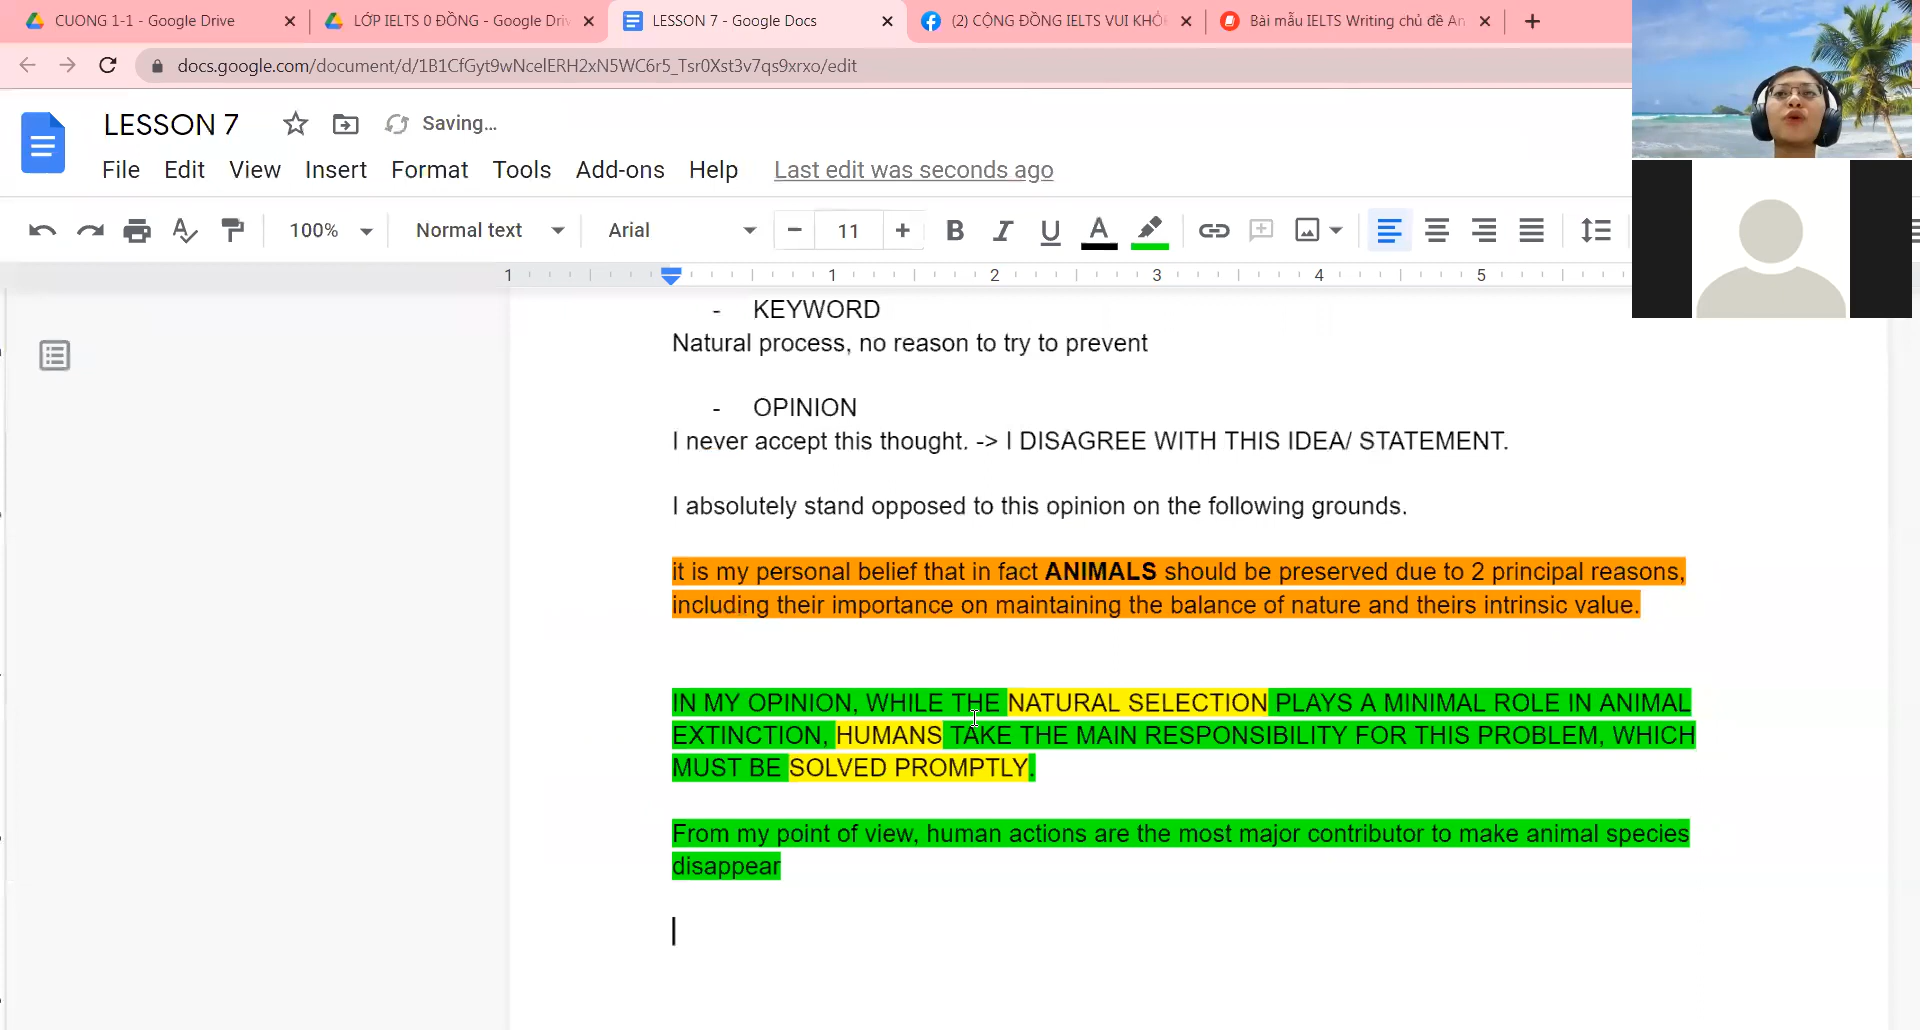 CUONG 1-1 - Google Drive
LỚP IELTS 0 ĐỒNG - Google Driv
LESSON 7 - Google Docs
(2) CỘNG ĐỒNG IELTS VUI KHỎ
Bài mẫu IELTS Writing chủ đề An
docs.google.com/document/d/1B1CfGyt9wNcelERH2xN5WC6r5_Tsr0Xst3v7qs9xrxo/edit
LESSON 7
Saving...
File Edit View Insert Format Tools Add-ons Help Last edit was seconds ago
100% Normal text Arial 11 B I U A
1 1 2 3 4 5
- KEYWORD
Natural process, no reason to try to prevent
- OPINION
I never accept this thought. -> I DISAGREE WITH THIS IDEA/ STATEMENT.
I absolutely stand opposed to this opinion on the following grounds.
it is my personal belief that in fact ANIMALS should be preserved due to 2 principal reasons,
including their importance on maintaining the balance of nature and theirs intrinsic value.
IN MY OPINION, WHILE THE NATURAL SELECTION PLAYS A MINIMAL ROLE IN ANIMAL
EXTINCTION, HUMANS TAKE THE MAIN RESPONSIBILITY FOR THIS PROBLEM, WHICH
MUST BE SOLVED PROMPTLY.
From my point of view, human actions are the most major contributor to make animal species
disappear